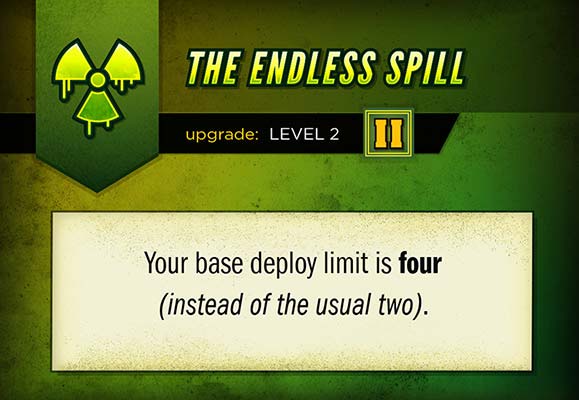 THE ENDLESS SPILL
upgrade: LEVEL 2 II
Your base deploy limit is four
(instead of the usual two).